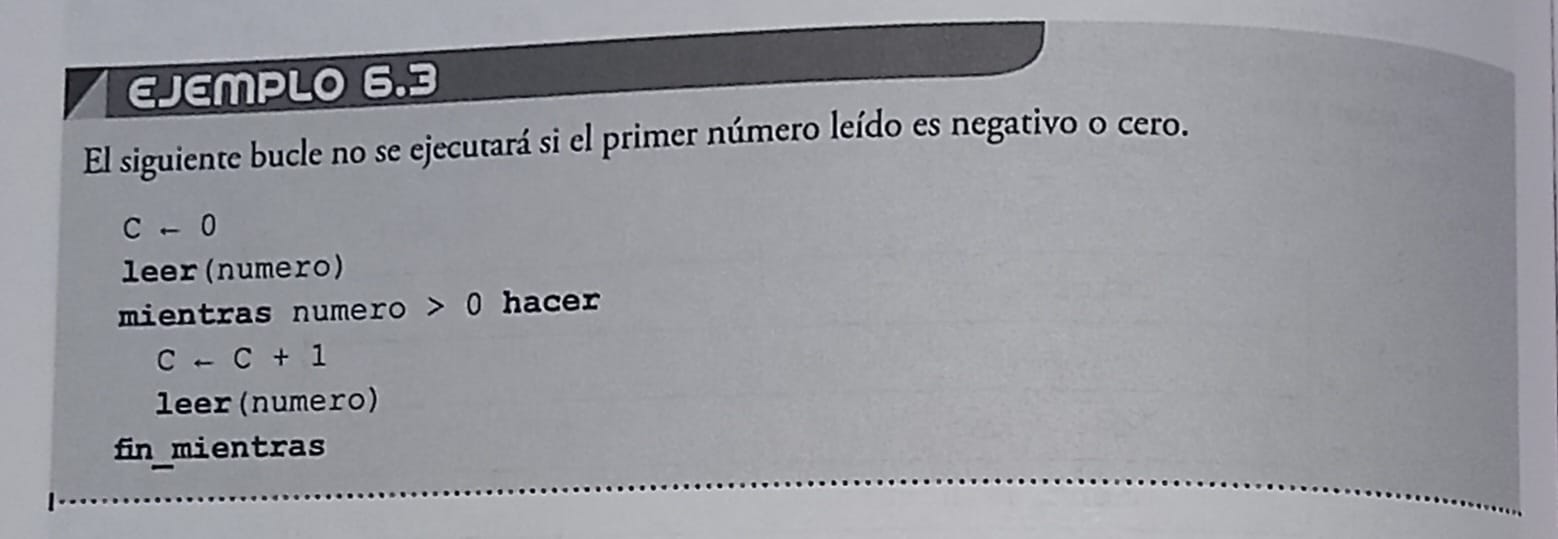 EJEMPLO 6.3
El siguiente bucle no se ejecutará si el primer número leído es negativo o cero.
C ← 0
leer(numero)
mientras numero > 0 hacer
C ← C + 1
leer(numero)
fin_mientras